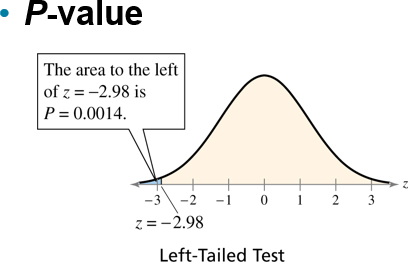 • P-value
The area to the left
of z = −2.98 is
P = 0.0014.
−3 −2 −1 0 1 2 3 z
z = −2.98
Left-Tailed Test